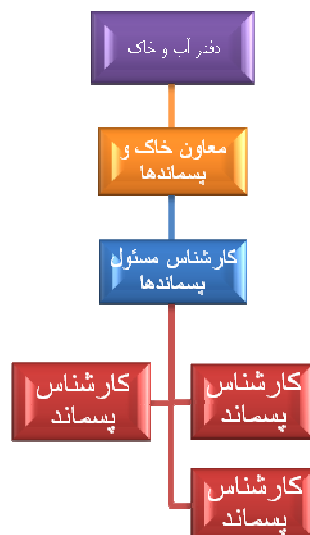 دفتر آب و خاک
معاون خاک و
پسماندها
کارشناس مسئول
پسماندها
کارشناس
پسماند
کارشناس
پسماند
کارشناس
پسماند